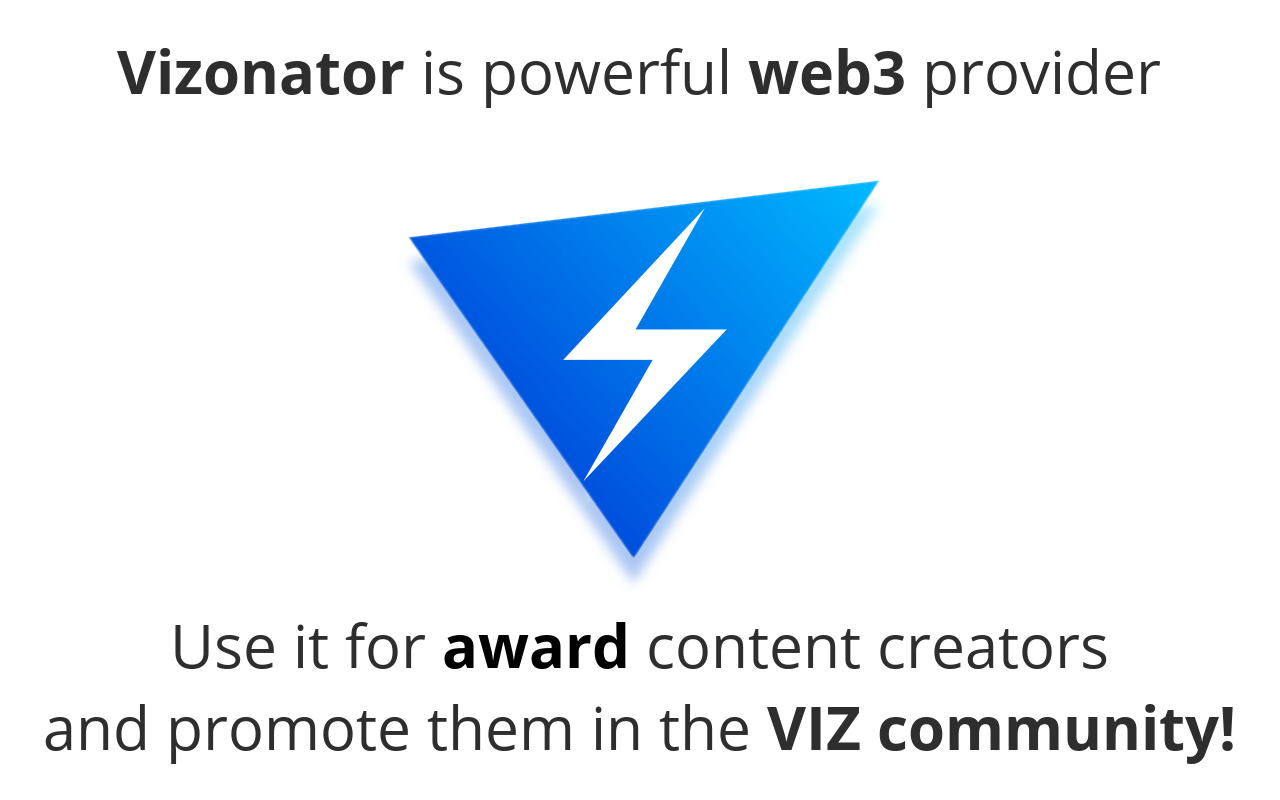 Vizonator is powerful web3 provider
Use it for award content creators
and promote them in the VIZ community!